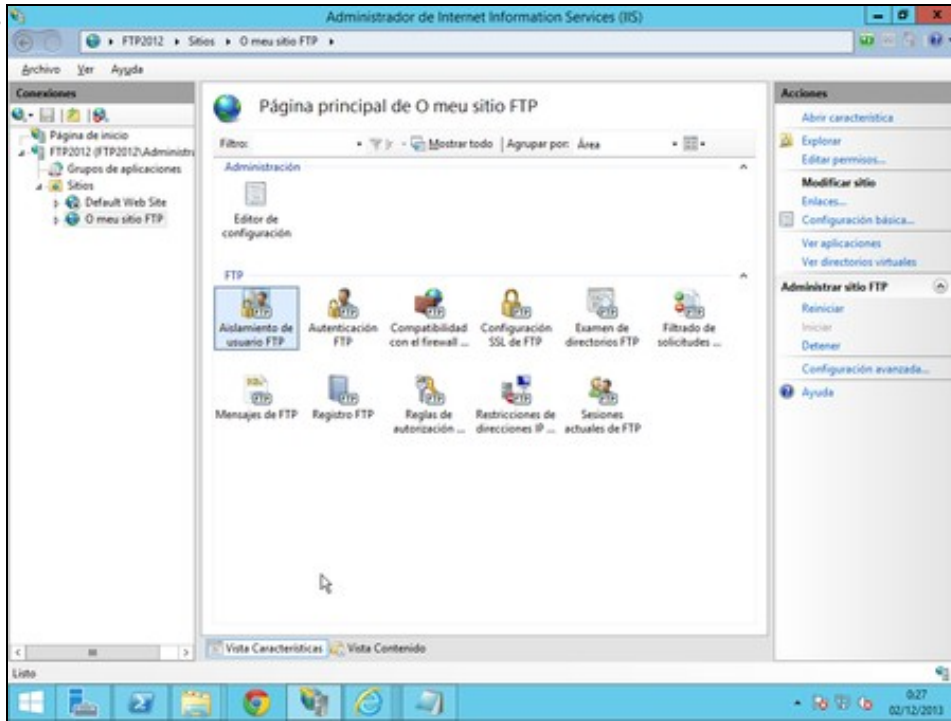 Administrador de Internet Information Services (IIS)
FTP2012 Sitios O meu sitio FTP
Archivo Ver Ayuda
Conexiones
Página de inicio
FTP2012 (FTP2012\Administr
Grupos de aplicaciones
Sitios
Default Web Site
O meu sitio FTP
Página principal de O meu sitio FTP
Filtro: Mostrar todo Agrupar por: Área
Administración
Editor de
configuración
FTP
Aislamiento de
usuario FTP
Autenticación
FTP
Compatibilidad
con el firewall ...
Configuración
SSL de FTP
Examen de
directorios FTP
Filtrado de
solicitudes ...
Mensajes de FTP
Registro FTP
Reglas de
autorización ...
Restricciones de
direcciones IP ...
Sesiones
actuales de FTP
Vista Características Vista Contenido
Acciones
Abrir característica
Explorar
Editar permisos...
Modificar sitio
Enlaces...
Configuración básica...
Ver aplicaciones
Ver directorios virtuales
Administrar sitio FTP
Reiniciar
Iniciar
Detener
Configuración avanzada...
Ayuda
Listo
0:27
02/12/2013